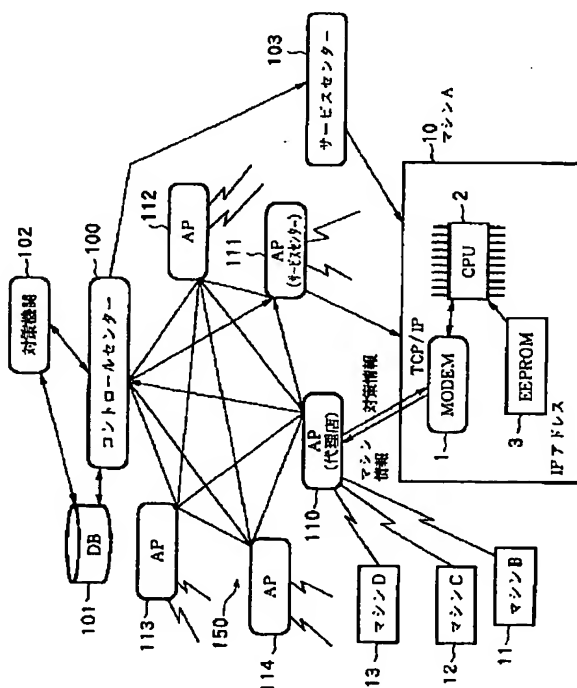 102
対策機関
100
コントロールセンター
DB
101
112
AP
103
サービスセンター
113
AP
111
AP
(サービスセンター)
150
AP
114
AP
(代理店)
110
マシン
情報
対策情報
TCP/IP
10
マシンA
2
CPU
MODEM
1
EEPROM
3
IPアドレス
マシンD
13
マシンC
12
マシンB
11